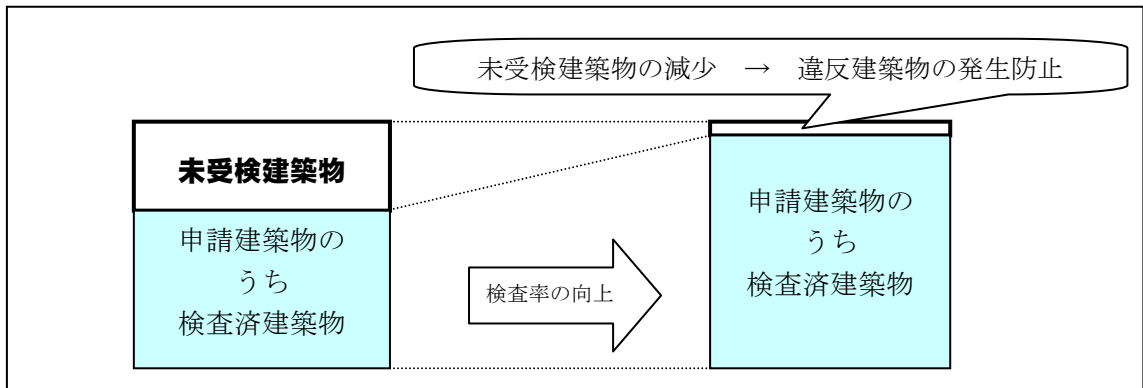 未受検建築物の減少　→　違反建築物の発生防止
未受検建築物
申請建築物の
うち
検査済建築物
検査率の向上
申請建築物の
うち
検査済建築物